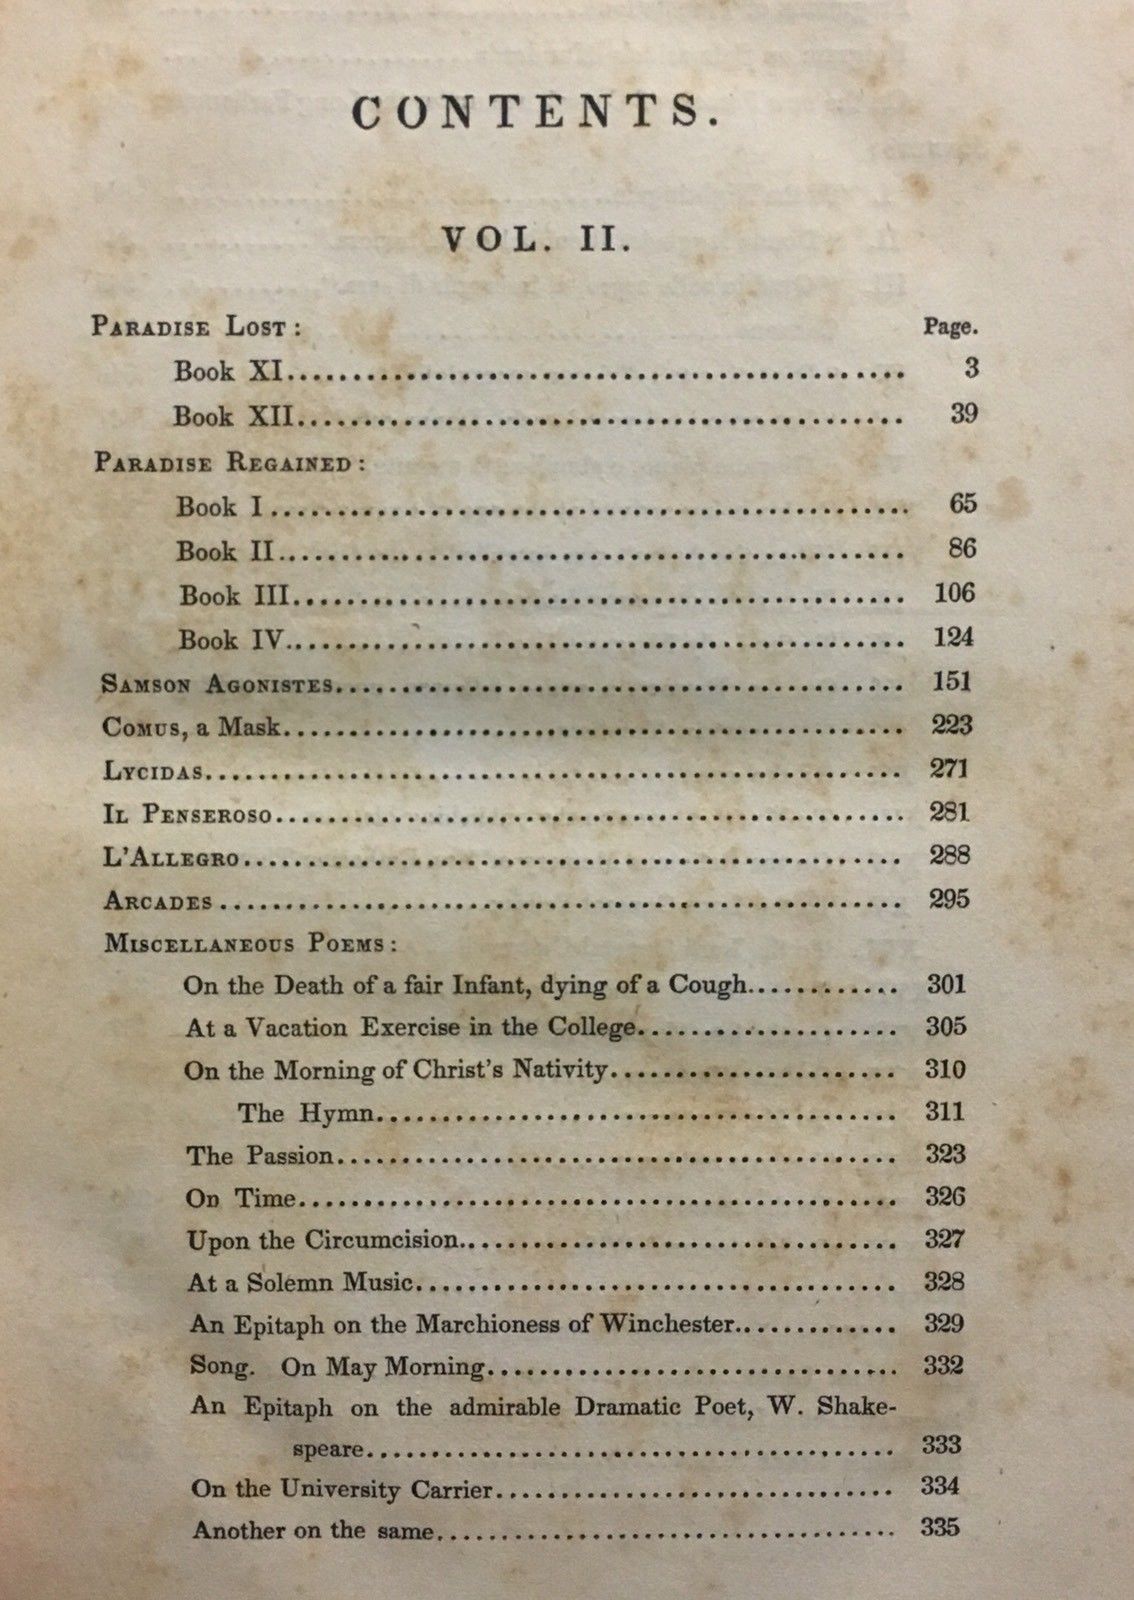 CONTENTS.
VOL. II.
PARADISE LOST: Page.
Book XI........................................ 3
Book XII........................................ 39
PARADISE REGAINED:
Book I........................................ 65
Book II........................................ 86
Book III........................................ 106
Book IV........................................ 124
SAMSON AGONISTES........................................ 151
COMUS, a Mask........................................ 223
LYCIDAS........................................ 271
IL PENSEROSO........................................ 281
L'ALLEGRO........................................ 288
ARCADES........................................ 295
MISCELLANEOUS POEMS:
On the Death of a fair Infant, dying of a Cough............ 301
At a Vacation Exercise in the College.................... 305
On the Morning of Christ's Nativity...................... 310
The Hymn........................................ 311
The Passion........................................ 323
On Time........................................ 326
Upon the Circumcision.................................. 327
At a Solemn Music...................................... 328
An Epitaph on the Marchioness of Winchester............. 329
Song. On May Morning................................ 332
An Epitaph on the admirable Dramatic Poet, W. Shake-
speare........................................ 333
On the University Carrier............................... 334
Another on the same.................................... 335